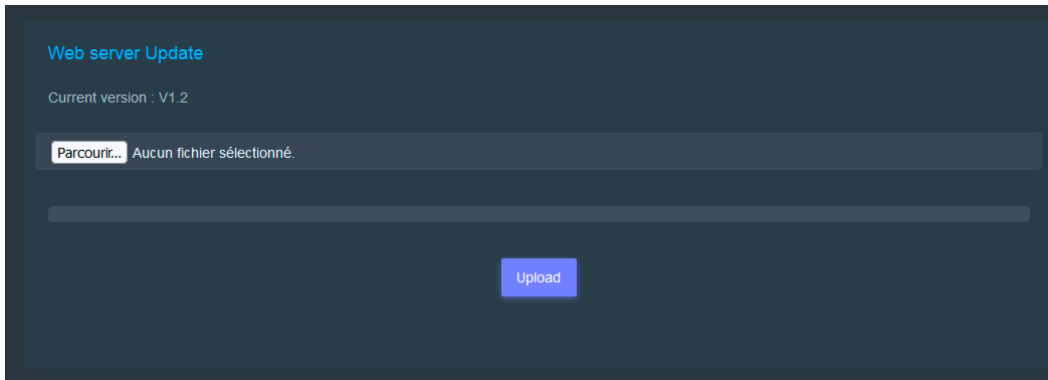 Web server Update
Current version : V1.2
Parcourir... Aucun fichier sélectionné.
Upload